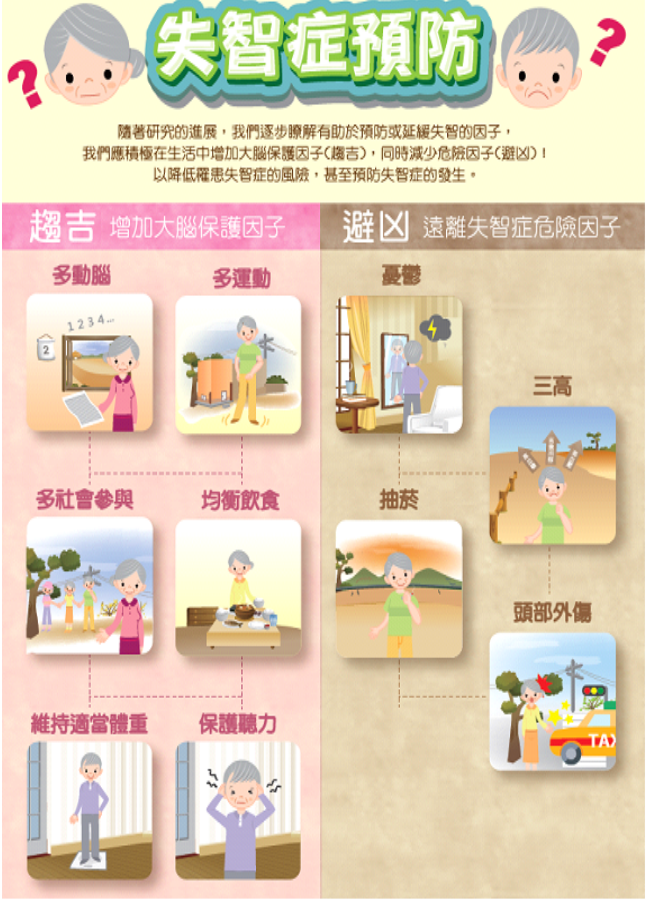 失智症預防
隨著研究的進展，我們逐步瞭解有助於預防或延緩失智的因子，
我們應積極在生活中增加大腦保護因子(趨吉)，同時減少危險因子(避凶)！
以降低罹患失智症的風險，甚至預防失智症的發生。
趨吉 增加大腦保護因子
避凶 遠離失智症危險因子
多動腦
多運動
憂鬱
1234...
2
三高
多社會參與
均衡飲食
抽菸
頭部外傷
維持適當體重
保護聽力
TAX